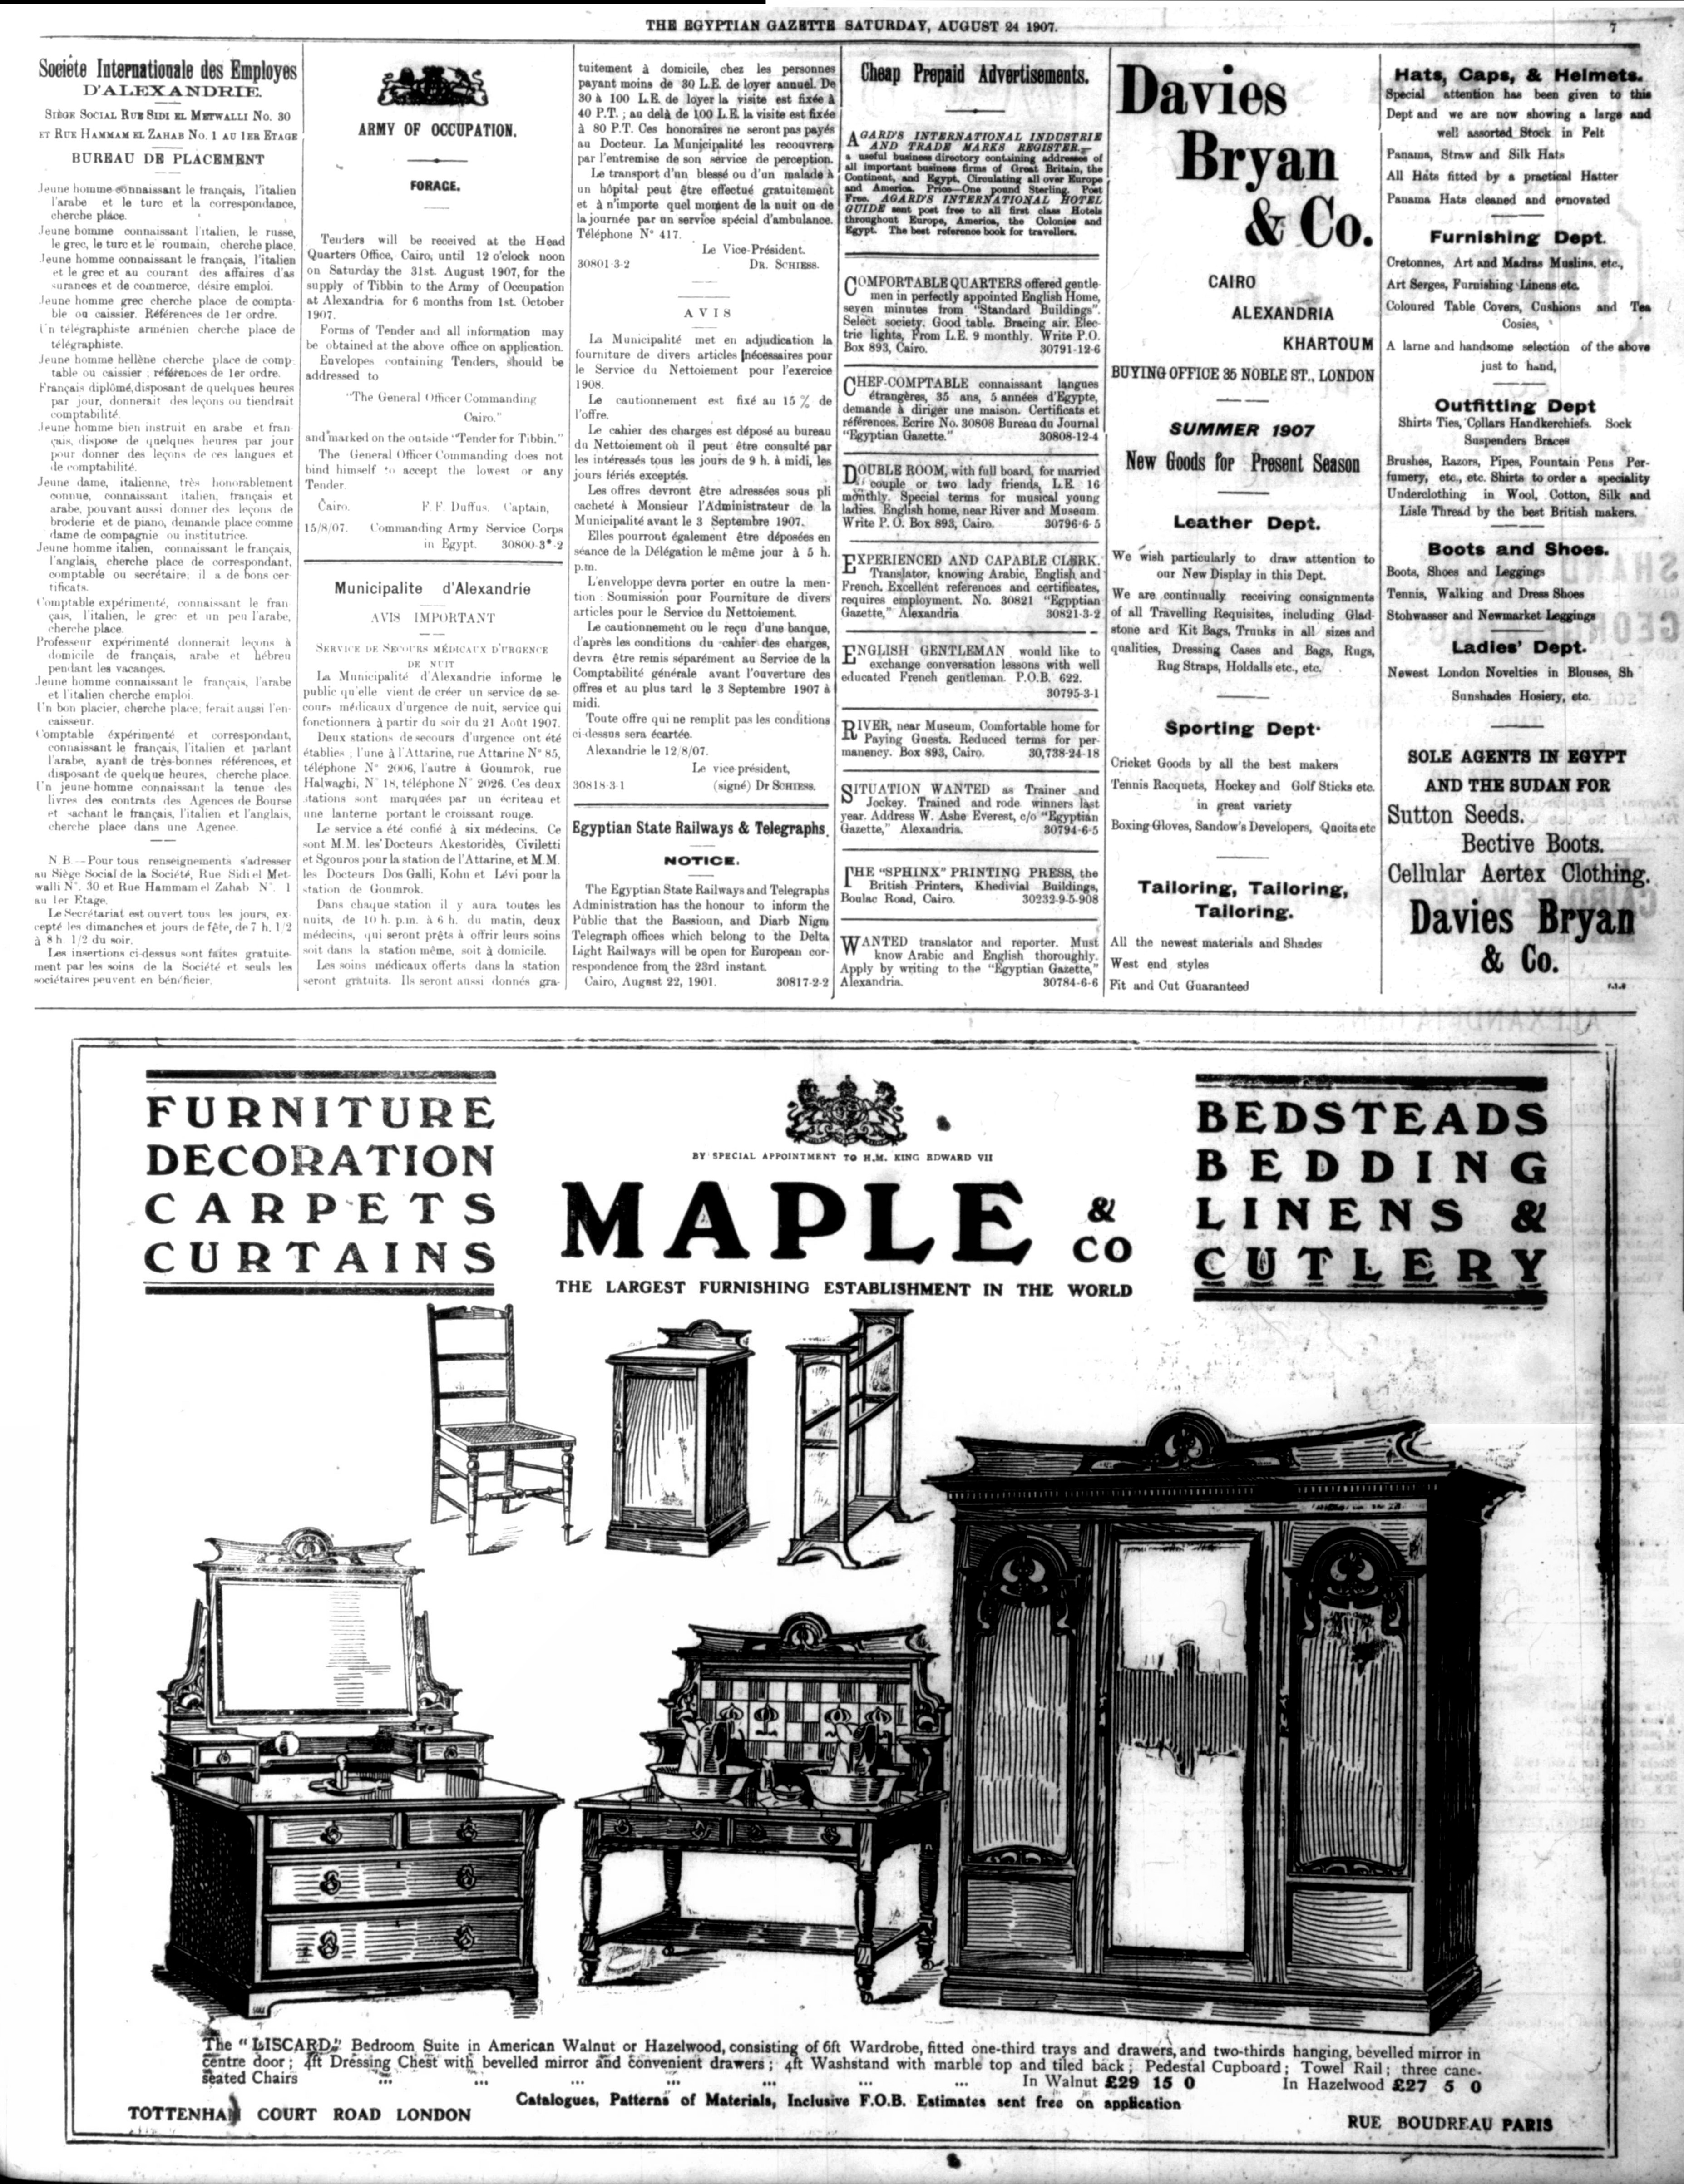 THE EGYPTIAN GAZETTE SATURDAY, AUGUST 24 1907.
7
Societe Internationale des Employes
D'ALEXANDRIE.
SIÈGE SOCIAL RUE SIDI EL METWALLI No. 30
ET RUE HAMMAM EL ZAHAB No. 1 AU 1ER ETAGE
BUREAU DE PLACEMENT
Jeune homme connaissant le français, l'italien
l'arabe et le turc et la correspondance,
cherche place.
Jeune homme connaissant l'italien, le russe,
le grec, le turc et le roumain, cherche place.
Jeune homme connaissant le français, l'italien
et le grec et au courant des affaires d'as
surances et de commerce, désire emploi.
Jeune homme grec cherche place de compta-
ble ou caissier. Références de 1er ordre.
Un télégraphiste arménien cherche place de
télégraphiste.
Jeune homme hellène cherche place de comp-
table ou caissier ; références de 1er ordre.
Français diplômé, disposant de quelques heures
par jour, donnerait des leçons ou tiendrait
comptabilité.
Jeune homme bien instruit en arabe et fran-
çais, dispose de quelques heures par jour
pour donner des leçons de ces langues et
de comptabilité.
Jeune dame, italienne, très honorablement
connue, connaissant italien, français et
arabe, pouvant aussi donner des leçons de
broderie et de piano, demande place comme
dame de compagnie ou institutrice.
Jeune homme italien, connaissant le français,
l'anglais, cherche place de correspondant,
comptable ou secrétaire; il a de bons cer-
tificats.
Comptable expérimenté, connaissant le fran
çais, l'italien, le grec et un peu l'arabe,
cherche place.
Professeur expérimenté donnerait leçons à
domicile de français, arabe et hébreu
pendant les vacances.
Jeune homme connaissant le français, l'arabe
et l'italien cherche emploi.
Un bon placier, cherche place; ferait aussi l'en-
caisseur.
Comptable éxpérimenté et correspondant,
connaissant le français, l'italien et parlant
l'arabe, ayant de très-bonnes références, et
disposant de quelque heures, cherche place.
Un jeune homme connaissant la tenue des
livres des contrats des Agences de Bourse
et sachant le français, l'italien et l'anglais,
cherche place dans une Agence.
N. B.—Pour tous renseignements s'adresser
au Siège Social de la Société, Rue Sidi el Met-
walli N°. 30 et Rue Hammam el Zahab N°. 1
au 1er Etage.
Le Secrétariat est ouvert tous les jours, ex-
cepté les dimanches et jours de fête, de 7 h. 1/2
à 8 h. 1/2 du soir.
Les insertions ci-dessus sont faites gratuite-
ment par les soins de la Société et seuls les
sociétaires peuvent en bénéficier.
ARMY OF OCCUPATION.
FORAGE.
Tenders will be received at the Head
Quarters Office, Cairo, until 12 o'clock noon
on Saturday the 31st. August 1907, for the
supply of Tibbin to the Army of Occupation
at Alexandria for 6 months from 1st. October
1907.
Forms of Tender and all information may
be obtained at the above office on application.
Envelopes containing Tenders, should be
addressed to
"The General Officer Commanding
Cairo."
and marked on the outside "Tender for Tibbin."
The General Officer Commanding does not
bind himself to accept the lowest or any
Tender.
Cairo. F. F. Duffus. Captain,
15/8/07. Commanding Army Service Corps
in Egypt. 30800-3-2
Municipalite d'Alexandrie
AVIS IMPORTANT
SERVICE DE SECOURS MÉDICAUX D'URGENCE
DE NUIT
La Municipalité d'Alexandrie informe le
public qu'elle vient de créer un service de se-
cours médicaux d'urgence de nuit, service qui
fonctionnera à partir du soir du 21 Août 1907.
Deux stations de secours d'urgence ont été
établies ; l'une à l'Attarine, rue Attarine N° 85,
téléphone N° 2006, l'autre à Goumrok, rue
Halwaghi, N° 18, téléphone N° 2026. Ces deux
stations sont marquées par un écriteau et
une lanterne portant le croissant rouge.
Le service a été confié à six médecins. Ce
sont M.M. les Docteurs Akestoridès, Civiletti
et Sgouros pour la station de l'Attarine, et M.M.
les Docteurs Dos Galli, Kohn et Lévi pour la
station de Goumrok.
Dans chaque station il y aura toutes les
nuits, de 10 h. p.m. à 6 h. du matin, deux
médecins, qui seront prêts à offrir leurs soins
soit dans la station même, soit à domicile.
Les soins médicaux offerts dans la station
seront gratuits. Ils seront aussi donnés gra-
tuitement à domicile, chez les personnes
payant moins de 30 L.E. de loyer annuel. De
30 à 100 L.E. de loyer la visite est fixée à
40 P.T. ; au delà de 100 L.E. la visite est fixée
à 80 P.T. Ces honoraires ne seront pas payés
au Docteur. La Municipalité les recouvrera
par l'entremise de son service de perception.
Le transport d'un blessé ou d'un malade à
un hôpital peut être effectué gratuitement
et à n'importe quel moment de la nuit ou de
la journée par un service spécial d'ambulance.
Téléphone N° 417.
Le Vice-Président.
30801-3-2 DR. SCHIESS.
AVIS
La Municipalité met en adjudication la
fourniture de divers articles nécessaires pour
le Service du Nettoiement pour l'exercice
1908.
Le cautionnement est fixé au 15 % de
l'offre.
Le cahier des charges est déposé au bureau
du Nettoiement où il peut être consulté par
les intéressés tous les jours de 9 h. à midi, les
jours fériés exceptés.
Les offres devront être adressées sous pli
cacheté à Monsieur l'Administrateur de la
Municipalité avant le 3 Septembre 1907.
Elles pourront également être déposées en
séance de la Délégation le même jour à 5 h.
p.m.
L'enveloppe devra porter en outre la men-
tion : Soumission pour Fourniture de divers
articles pour le Service du Nettoiement.
Le cautionnement ou le reçu d'une banque,
d'après les conditions du cahier des charges,
devra être remis séparément au Service de la
Comptabilité générale avant l'ouverture des
offres et au plus tard le 3 Septembre 1907 à
midi.
Toute offre qui ne remplit pas les conditions
ci-dessus sera écartée.
Alexandrie le 12/8/07.
Le vice-président,
30818-3-1 (signé) Dr SCHIESS.
Egyptian State Railways & Telegraphs.
NOTICE.
The Egyptian State Railways and Telegraphs
Administration has the honour to inform the
Public that the Bassioun, and Diarb Nigm
Telegraph offices which belong to the Delta
Light Railways will be open for European cor-
respondence from the 23rd instant.
Cairo, August 22, 1901. 30817-2-2
Cheap Prepaid Advertisements.
AGARD'S INTERNATIONAL INDUSTRIE
AND TRADE MARKS REGISTER,—
a useful business directory containing addresses of
all important business firms of Great Britain, the
Continent, and Egypt, Circulating all over Europe
and America. Price—One pound Sterling. Post
Free. AGARD'S INTERNATIONAL HOTEL
GUIDE sent post free to all first class Hotels
throughout Europe, America, the Colonies and
Egypt. The best reference book for travellers.
COMFORTABLE QUARTERS offered gentle-
men in perfectly appointed English Home,
seven minutes from "Standard Buildings".
Select society. Good table. Bracing air. Elec-
tric lights, From L.E. 9 monthly. Write P.O.
Box 893, Cairo. 30791-12-6
CHEF-COMPTABLE connaissant langues
étrangères, 35 ans, 5 années d'Egypte,
demande à diriger une maison. Certificats et
références. Ecrire No. 30808 Bureau du Journal
"Egyptian Gazette." 30808-12-4
DOUBLE ROOM, with full board, for married
couple or two lady friends, L.E. 16
monthly. Special terms for musical young
ladies. English home, near River and Museum.
Write P. O. Box 893, Cairo. 30796-6-5
EXPERIENCED AND CAPABLE CLERK.
Translator, knowing Arabic, English and
French. Excellent references and certificates,
requires employment. No. 30821 "Egpptian
Gazette," Alexandria 30821-3-2
ENGLISH GENTLEMAN would like to
exchange conversation lessons with well
educated French gentleman. P.O.B. 622.
30795-3-1
RIVER, near Museum, Comfortable home for
Paying Guests. Reduced terms for per-
manency. Box 893, Cairo. 30,738-24-18
SITUATION WANTED as Trainer and
Jockey. Trained and rode winners last
year. Address W. Ashe Everest, c/o "Egyptian
Gazette," Alexandria. 30794-6-5
THE "SPHINX" PRINTING PRESS, the
British Printers, Khedivial Buildings,
Boulac Road, Cairo. 30232-9-5-908
WANTED translator and reporter. Must
know Arabic and English thoroughly.
Apply by writing to the "Egyptian Gazette,"
Alexandria. 30784-6-6
Davies
Bryan
& Co.
CAIRO
ALEXANDRIA
KHARTOUM
BUYING OFFICE 35 NOBLE ST., LONDON
SUMMER 1907
New Goods for Present Season
Leather Dept.
We wish particularly to draw attention to
our New Display in this Dept.
We are continually receiving consignments
of all Travelling Requisites, including Glad-
stone and Kit Bags, Trunks in all sizes and
qualities, Dressing Cases and Bags, Rugs,
Rug Straps, Holdalls etc., etc.
Sporting Dept.
Cricket Goods by all the best makers
Tennis Racquets, Hockey and Golf Sticks etc.
in great variety
Boxing Gloves, Sandow's Developers, Quoits etc
Tailoring, Tailoring,
Tailoring.
All the newest materials and Shades
West end styles
Fit and Cut Guaranteed
Hats, Caps, & Helmets.
Special attention has been given to this
Dept and we are now showing a large and
well assorted Stock in Felt
Panama, Straw and Silk Hats
All Hats fitted by a practical Hatter
Panama Hats cleaned and ernovated
Furnishing Dept.
Cretonnes, Art and Madras Muslins, etc.,
Art Serges, Furnishing Linens etc.
Coloured Table Covers, Cushions and Tea
Cosies,
A larne and handsome selection of the above
just to hand,
Outfitting Dept
Shirts Ties, Collars Handkerchiefs. Sock
Suspenders Braces
Brushes, Razors, Pipes, Fountain Pens Per-
fumery, etc., etc. Shirts to order a speciality
Underclothing in Wool, Cotton, Silk and
Lisle Thread by the best British makers.
Boots and Shoes.
Boots, Shoes and Leggings
Tennis, Walking and Dress Shoes
Stohwasser and Newmarket Leggings
Ladies' Dept.
Newest London Novelties in Blouses, Sh
Sunshades Hosiery, etc.
SOLE AGENTS IN EGYPT
AND THE SUDAN FOR
Sutton Seeds.
Bective Boots.
Cellular Aertex Clothing.
Davies Bryan
& Co.
FURNITURE
DECORATION
CARPETS
CURTAINS
BY SPECIAL APPOINTMENT TO H.M. KING EDWARD VII
MAPLE & CO
THE LARGEST FURNISHING ESTABLISHMENT IN THE WORLD
BEDSTEADS
BEDDING
LINENS &
CUTLERY
The "LISCARD" Bedroom Suite in American Walnut or Hazelwood, consisting of 6ft Wardrobe, fitted one-third trays and drawers, and two-thirds hanging, bevelled mirror in
centre door; 4ft Dressing Chest with bevelled mirror and convenient drawers; 4ft Washstand with marble top and tiled back; Pedestal Cupboard; Towel Rail; three cane-
seated Chairs ... ... ... ... ... ... ... In Walnut £29 15 0 In Hazelwood £27 5 0
Catalogues, Patterns of Materials, Inclusive F.O.B. Estimates sent free on application
TOTTENHAM COURT ROAD LONDON
RUE BOUDREAU PARIS